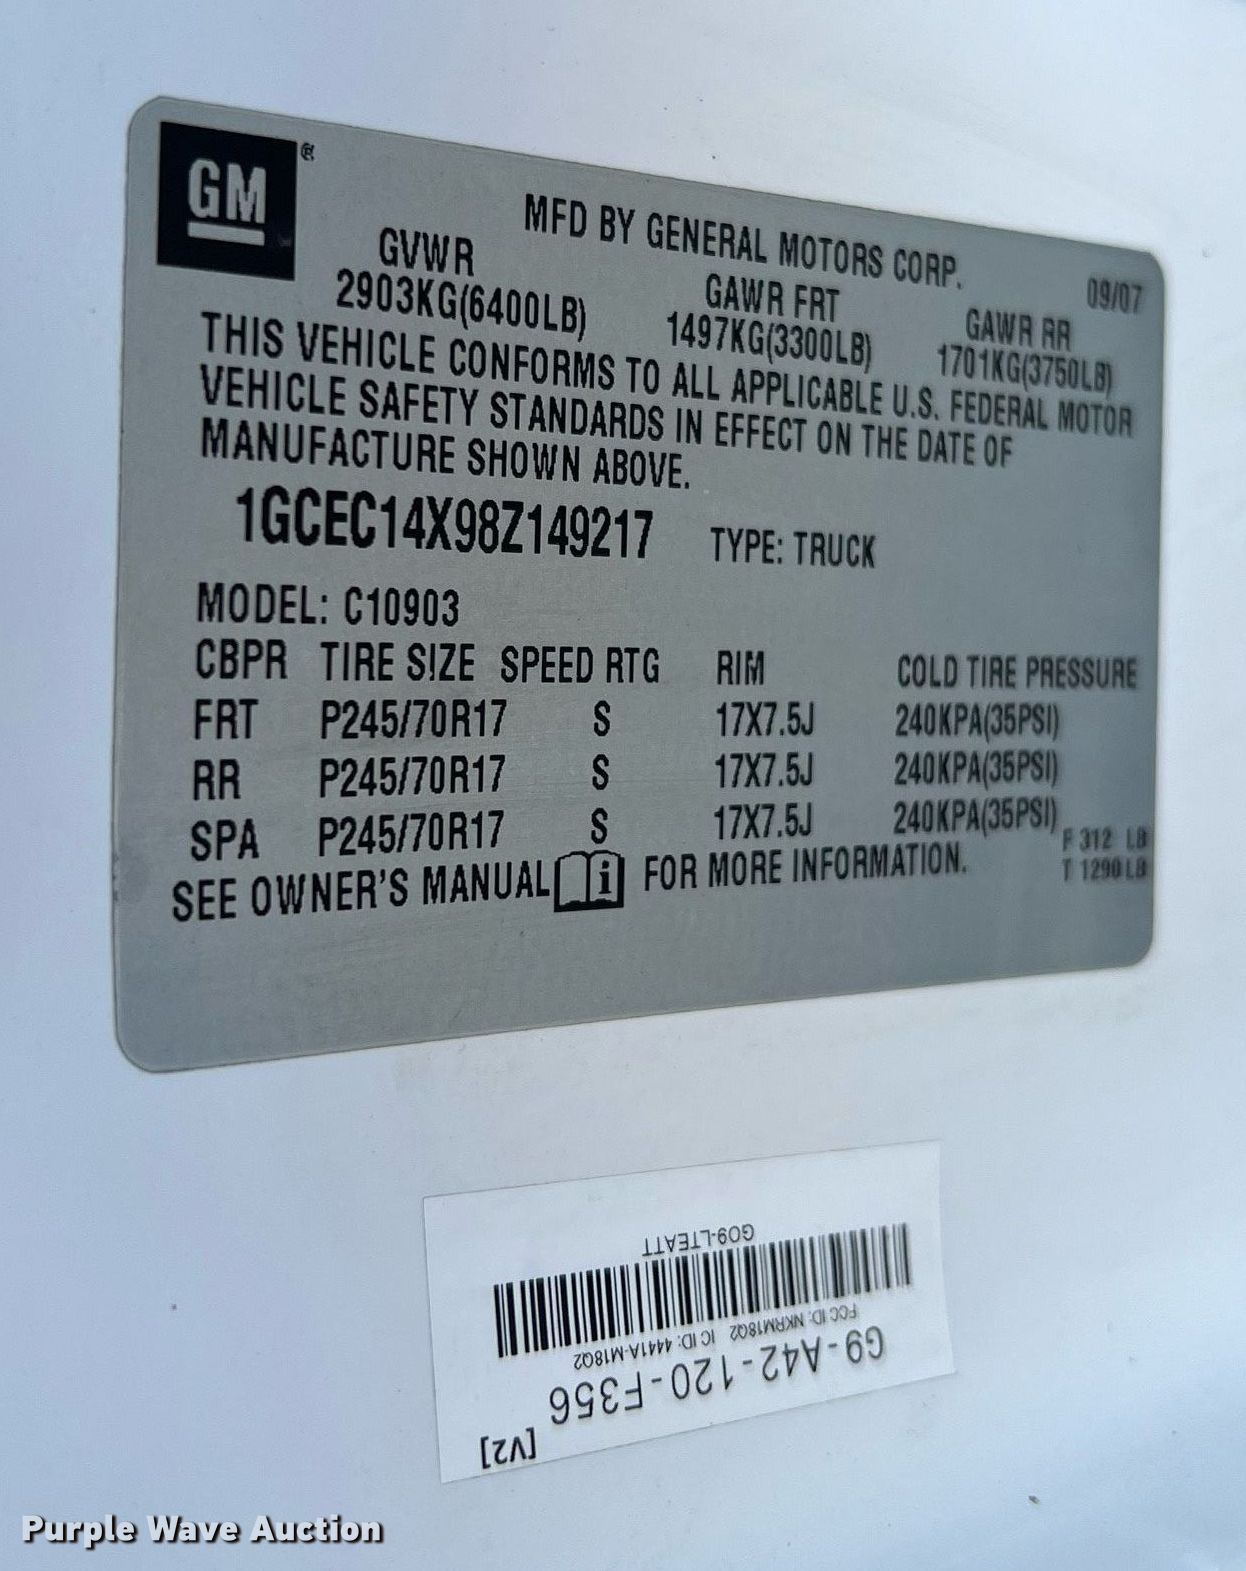 GM®
MFD BY GENERAL MOTORS CORP.
09/07
GVWR GAWR FRT GAWR RR
2903KG(6400LB) 1497KG(3300LB) 1701KG(3750LB)
THIS VEHICLE CONFORMS TO ALL APPLICABLE U.S. FEDERAL MOTOR
VEHICLE SAFETY STANDARDS IN EFFECT ON THE DATE OF
MANUFACTURE SHOWN ABOVE.
1GCEC14X98Z149217 TYPE: TRUCK
MODEL: C10903
CBPR TIRE SIZE SPEED RTG RIM COLD TIRE PRESSURE
FRT P245/70R17 S 17X7.5J 240KPA(35PSI)
RR P245/70R17 S 17X7.5J 240KPA(35PSI)
SPA P245/70R17 S 17X7.5J 240KPA(35PSI)
F 312 LB
T 1290 LB
SEE OWNER'S MANUAL i FOR MORE INFORMATION.
[V2]
G9-A42-120-F356
FCC ID: NKRM18Q2 IC ID: 4441A-M18Q2
GO9-LTEATT
Purple Wave Auction